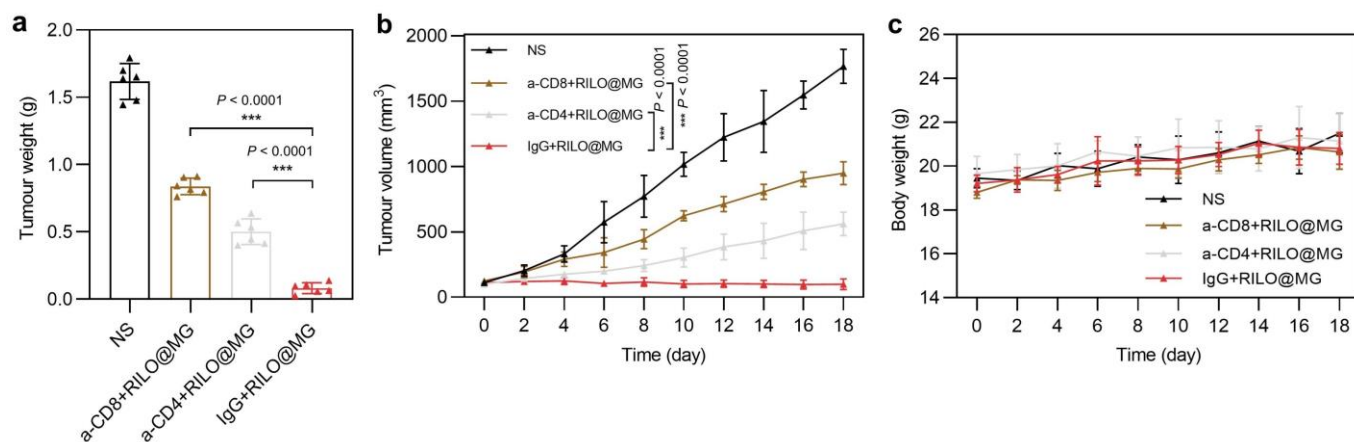 a
Tumour weight (g)
2.0
1.5
1.0
0.5
0.0
P < 0.0001
***
P < 0.0001
***
NS
a-CD8+RILO@MG
a-CD4+RILO@MG
IgG+RILO@MG
b
Tumour volume (mm³)
2000
1500
1000
500
0
NS
a-CD8+RILO@MG
a-CD4+RILO@MG
IgG+RILO@MG
*** P < 0.0001
*** P < 0.0001
0 2 4 6 8 10 12 14 16 18
Time (day)
c
Body weight (g)
26
24
22
20
18
16
14
NS
a-CD8+RILO@MG
a-CD4+RILO@MG
IgG+RILO@MG
0 2 4 6 8 10 12 14 16 18
Time (day)